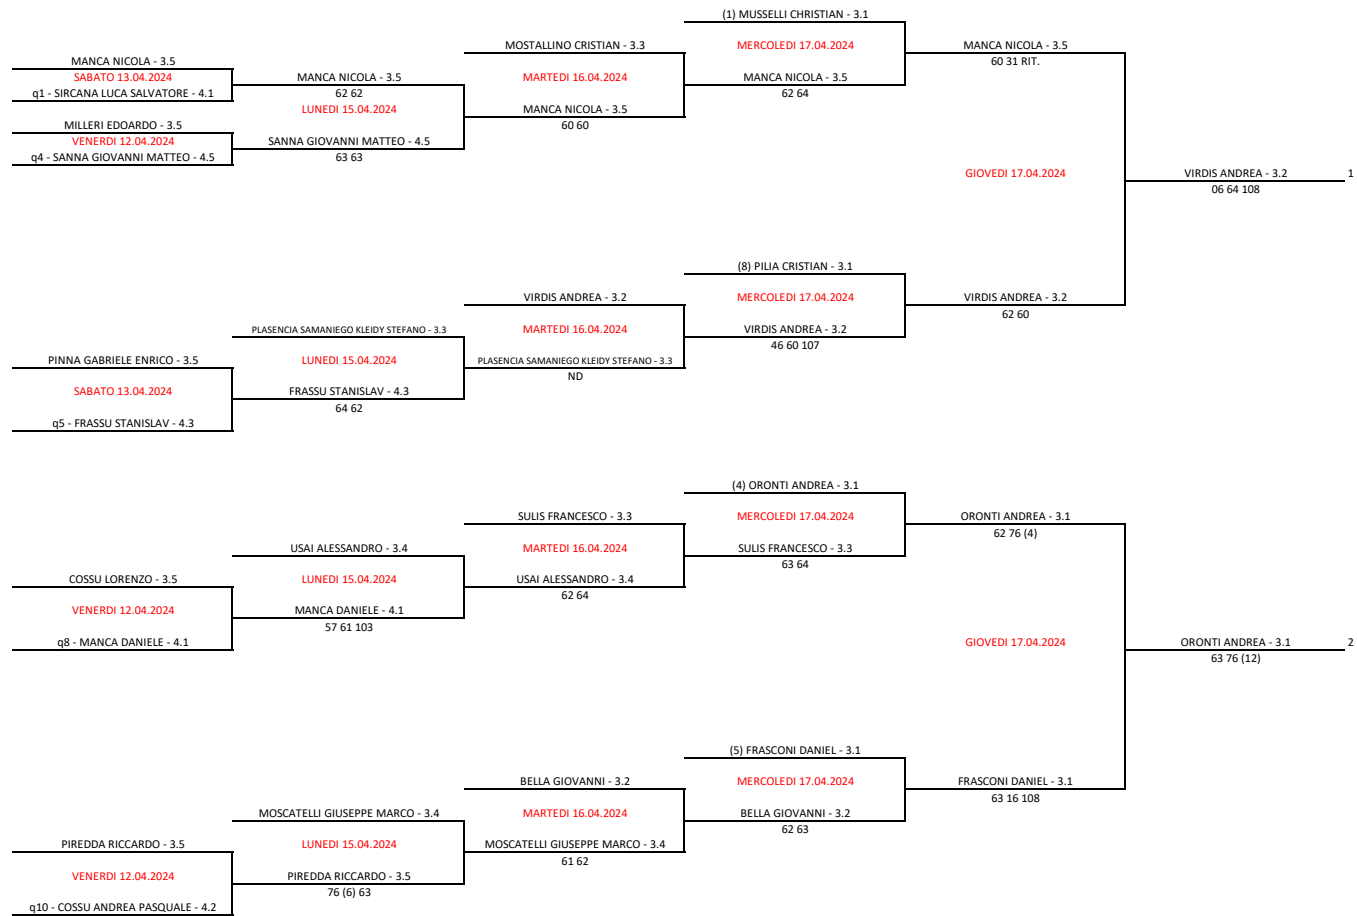 (1) MUSSELLI CHRISTIAN - 3.1
MOSTALLINO CRISTIAN - 3.3
MERCOLEDI 17.04.2024
MANCA NICOLA - 3.5
MANCA NICOLA - 3.5
60 31 RIT.
SABATO 13.04.2024
MANCA NICOLA - 3.5
MARTEDI 16.04.2024
MANCA NICOLA - 3.5
q1 - SIRCANA LUCA SALVATORE - 4.1
62 62
62 64
LUNEDI 15.04.2024
MANCA NICOLA - 3.5
MILLERI EDOARDO - 3.5
60 60
VENERDI 12.04.2024
SANNA GIOVANNI MATTEO - 4.5
q4 - SANNA GIOVANNI MATTEO - 4.5
63 63
GIOVEDI 17.04.2024
VIRDIS ANDREA - 3.2
1
06 64 108
(8) PILIA CRISTIAN - 3.1
VIRDIS ANDREA - 3.2
MERCOLEDI 17.04.2024
VIRDIS ANDREA - 3.2
62 60
PLASENCIA SAMANIEGO KLEIDY STEFANO - 3.3
MARTEDI 16.04.2024
VIRDIS ANDREA - 3.2
46 60 107
PINNA GABRIELE ENRICO - 3.5
LUNEDI 15.04.2024
PLASENCIA SAMANIEGO KLEIDY STEFANO - 3.3
ND
SABATO 13.04.2024
FRASSU STANISLAV - 4.3
64 62
q5 - FRASSU STANISLAV - 4.3
(4) ORONTI ANDREA - 3.1
SULIS FRANCESCO - 3.3
MERCOLEDI 17.04.2024
ORONTI ANDREA - 3.1
62 76 (4)
USAI ALESSANDRO - 3.4
MARTEDI 16.04.2024
SULIS FRANCESCO - 3.3
63 64
COSSU LORENZO - 3.5
LUNEDI 15.04.2024
USAI ALESSANDRO - 3.4
62 64
VENERDI 12.04.2024
MANCA DANIELE - 4.1
57 61 103
q8 - MANCA DANIELE - 4.1
GIOVEDI 17.04.2024
ORONTI ANDREA - 3.1
2
63 76 (12)
(5) FRASCONI DANIEL - 3.1
BELLA GIOVANNI - 3.2
MERCOLEDI 17.04.2024
FRASCONI DANIEL - 3.1
63 16 108
MOSCATELLI GIUSEPPE MARCO - 3.4
MARTEDI 16.04.2024
BELLA GIOVANNI - 3.2
62 63
PIREDDA RICCARDO - 3.5
LUNEDI 15.04.2024
MOSCATELLI GIUSEPPE MARCO - 3.4
61 62
VENERDI 12.04.2024
PIREDDA RICCARDO - 3.5
76 (6) 63
q10 - COSSU ANDREA PASQUALE - 4.2